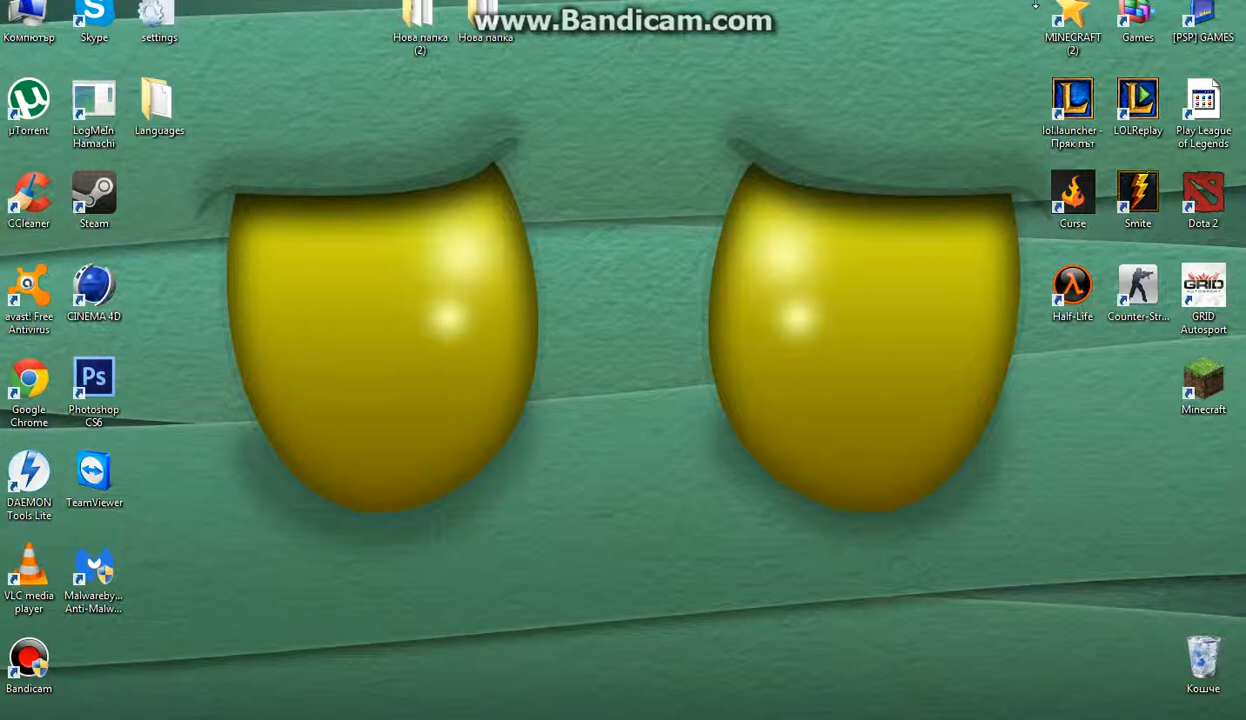 www.Bandicam.com
Компютър
Skype
settings
Нова папка
(2)
Нова папка
MINECRAFT
(2)
Games
[PSP] GAMES
µTorrent
LogMeIn
Hamachi
Languages
lol.launcher -
Пряк път
LOLReplay
Play League
of Legends
CCleaner
Steam
Curse
Smite
Dota 2
avast! Free
Antivirus
CINEMA 4D
Half-Life
Counter-Str...
GRID
AUTOSPORT
GRID
Autosport
Google
Chrome
Ps
Photoshop
CS6
Minecraft
DAEMON
Tools Lite
TeamViewer
VLC media
player
Malwareby...
Anti-Malw...
Bandicam
Кошче